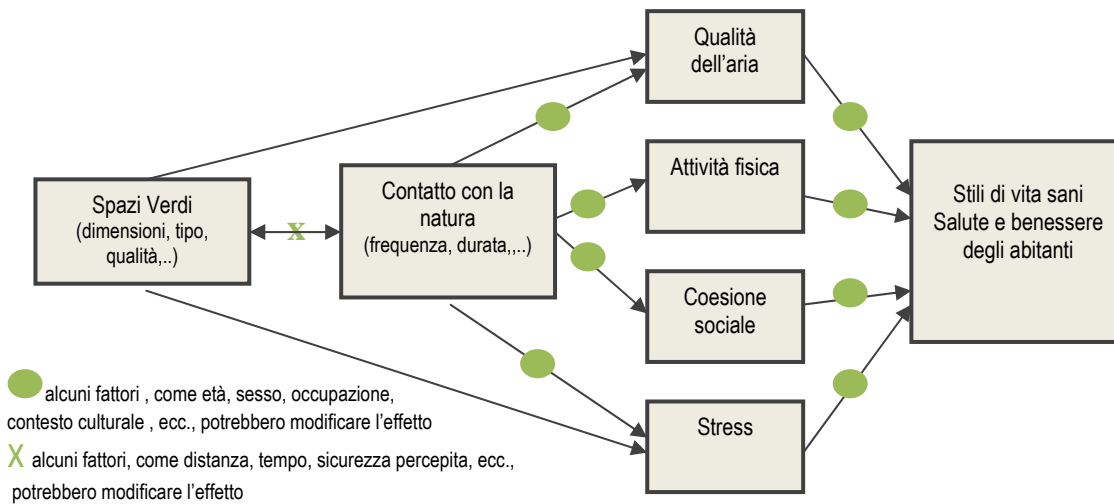 Qualità
dell'aria
Attività fisica
Spazi Verdi
(dimensioni, tipo,
qualità,..)
x
Contatto con la
natura
(frequenza, durata,,..)
Stili di vita sani
Salute e benessere
degli abitanti
Coesione
sociale
Stress
alcuni fattori , come età, sesso, occupazione,
contesto culturale , ecc., potrebbero modificare l'effetto
X alcuni fattori, come distanza, tempo, sicurezza percepita, ecc.,
potrebbero modificare l'effetto